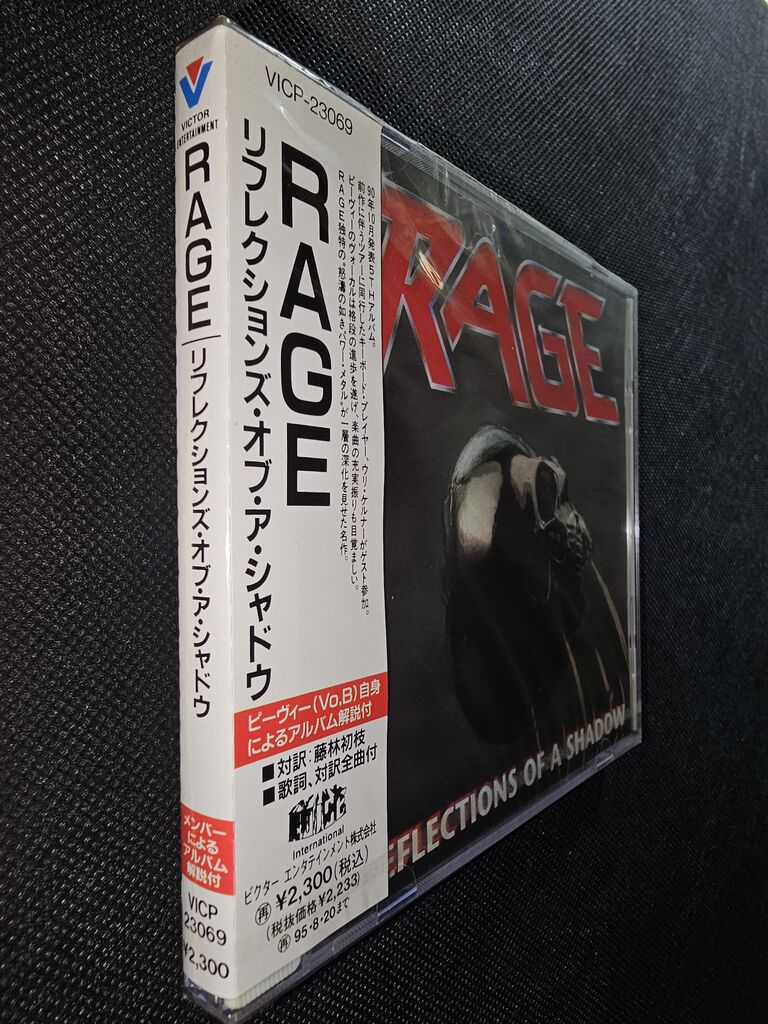 VICTOR
ENTERTAINMENT
RAGE
リフレクションズ・オブ・ア・シャドウ
メンバー
による
アルバム
解説付
VICP
23069
¥2,300
VICP-23069
RAGE
リフレクションズ・オブ・ア・シャドウ
90年10月発表5THアルバム。
前作に伴うツアーに同行したキーボード・プレイヤー、ウリ・ケルナーがゲスト参加。
ピーヴィーのヴォーカルは格段の進歩を遂げ、楽曲の充実振りも目覚ましい。
RAGE独特の“怒濤の如きパワー・メタル”が一層の深化を見せた名作。
ピーヴィー(Vo,B)自身
によるアルバム解説付
■対訳:藤林初枝
■歌詞、対訳全曲付
NOISE
International
ビクター エンタテインメント株式会社
再 ¥2,300(税込)
(税抜価格¥2,233)
再 95・8・20まで
RAGE
EFLECTIONS OF A SHADOW